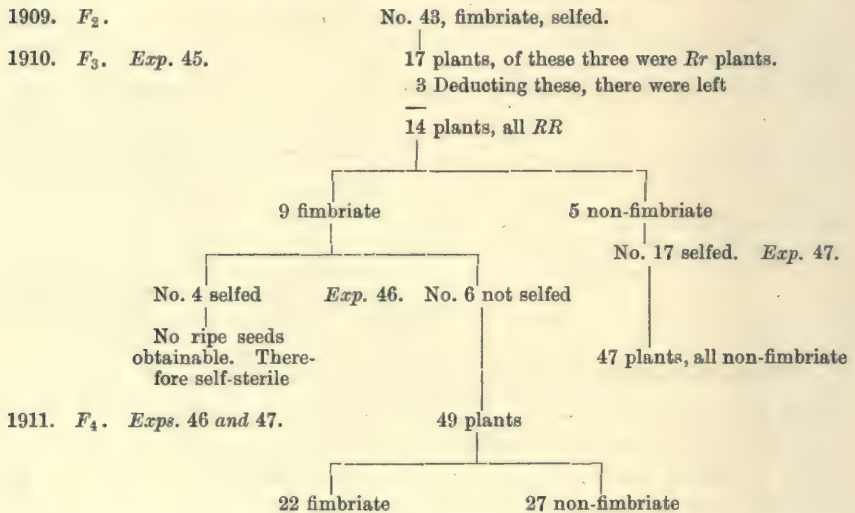 1909. F₂. No. 43, fimbriate, selfed.
1910. F₃. Exp. 45. 17 plants, of these three were Rr plants.
3 Deducting these, there were left
14 plants, all RR
9 fimbriate 5 non-fimbriate
No. 17 selfed. Exp. 47.
No. 4 selfed Exp. 46. No. 6 not selfed
No ripe seeds
obtainable. There-
fore self-sterile
47 plants, all non-fimbriate
1911. F₄. Exps. 46 and 47. 49 plants
22 fimbriate 27 non-fimbriate